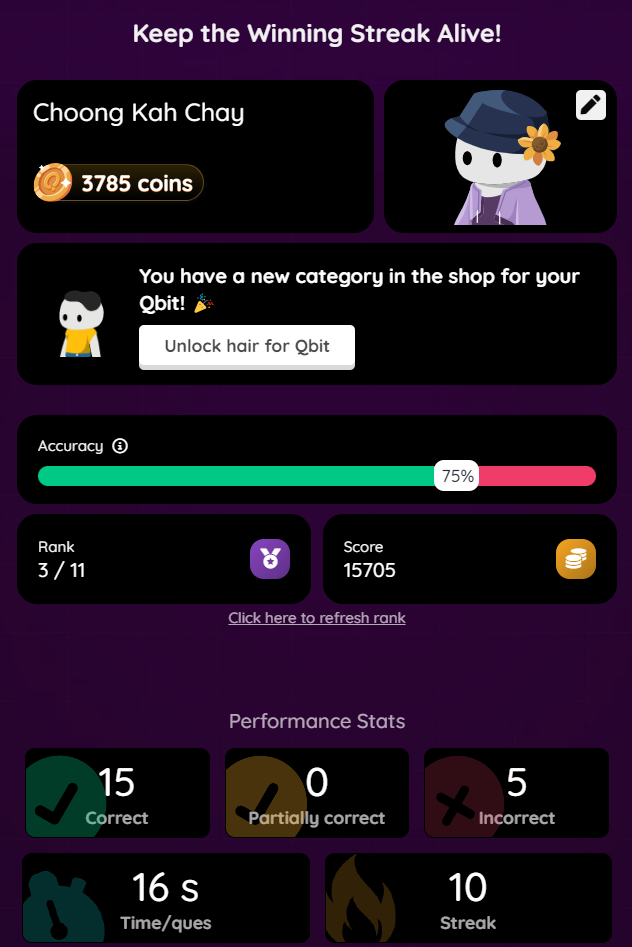 Keep the Winning Streak Alive!
Choong Kah Chay
3785 coins
You have a new category in the shop for your
Qbit! 🎉
Unlock hair for Qbit
Accuracy
75%
Rank
3 / 11
Score
15705
Click here to refresh rank
Performance Stats
15
Correct
0
Partially correct
5
Incorrect
16 s
Time/ques
10
Streak